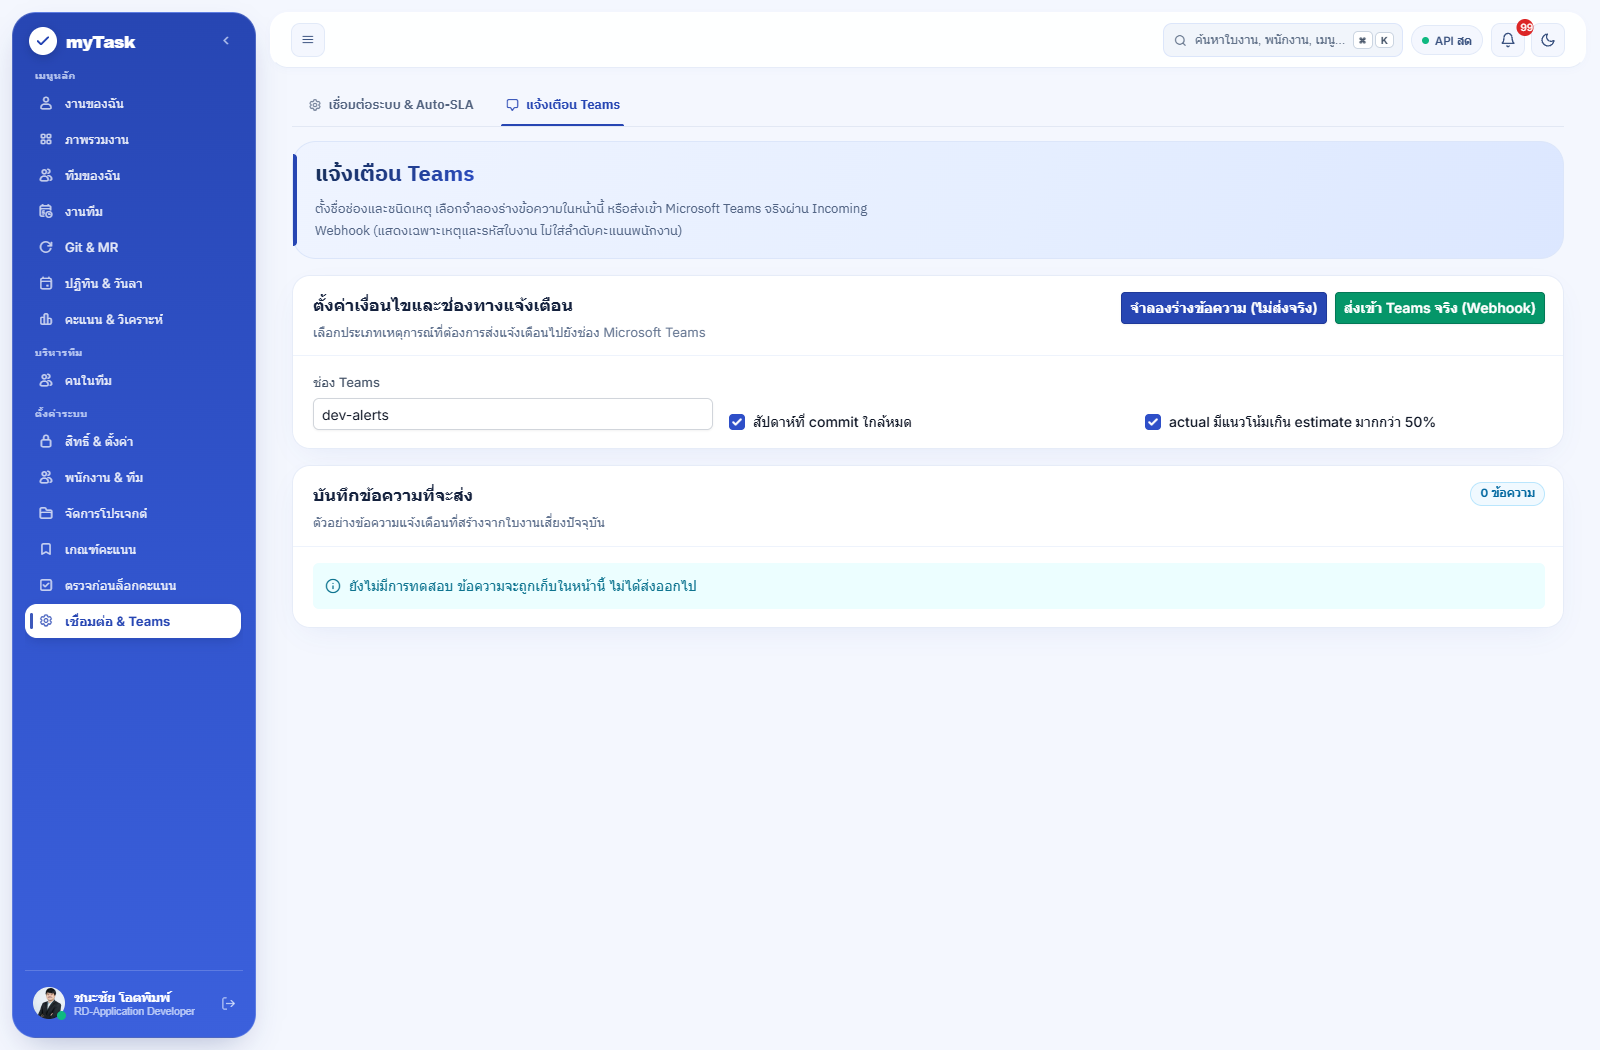 myTask
เมนูหลัก
งานของฉัน
ภาพรวมงาน
ทีมของฉัน
งานทีม
Git & MR
ปฏิทิน & วันลา
คะแนน & วิเคราะห์
บริหารทีม
คนในทีม
ตั้งค่าระบบ
สิทธิ์ & ตั้งค่า
พนักงาน & ทีม
จัดการโปรเจกต์
เกณฑ์คะแนน
ตรวจก่อนล็อกคะแนน
เชื่อมต่อ & Teams
ชนะชัย โอตพิมพ์
RD-Application Developer
ค้นหาใบงาน, พนักงาน, เมนู... ⌘ K
API สด
99
เชื่อมต่อระบบ & Auto-SLA
แจ้งเตือน Teams
แจ้งเตือน Teams
ตั้งชื่อช่องและชนิดเหตุ เลือกจำลองร่างข้อความในหน้านี้ หรือส่งเข้า Microsoft Teams จริงผ่าน Incoming
Webhook (แสดงเฉพาะเหตุและรหัสใบงาน ไม่ใส่ลำดับคะแนนพนักงาน)
ตั้งค่าเงื่อนไขและช่องทางแจ้งเตือน
เลือกประเภทเหตุการณ์ที่ต้องการส่งแจ้งเตือนไปยังช่อง Microsoft Teams
จำลองร่างข้อความ (ไม่ส่งจริง)
ส่งเข้า Teams จริง (Webhook)
ช่อง Teams
dev-alerts
สัปดาห์ที่ commit ใกล้หมด
actual มีแนวโน้มเกิน estimate มากกว่า 50%
บันทึกข้อความที่จะส่ง
ตัวอย่างข้อความแจ้งเตือนที่สร้างจากใบงานเสี่ยงปัจจุบัน
0 ข้อความ
ยังไม่มีการทดสอบ ข้อความจะถูกเก็บในหน้านี้ ไม่ได้ส่งออกไป